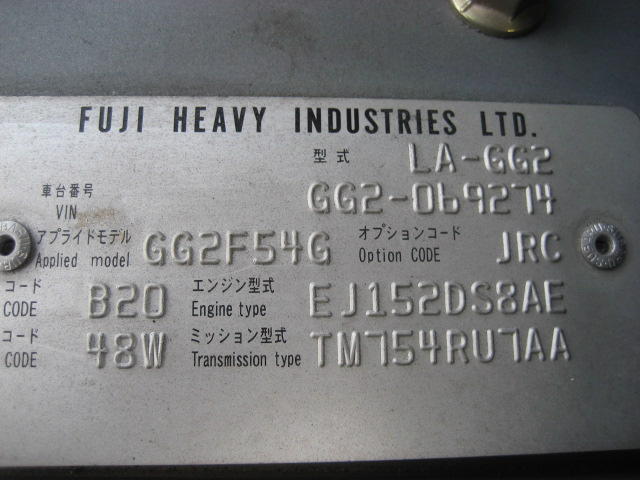 FUJI HEAVY INDUSTRIES LTD.
型式 LA-GG2
車台番号 GG2-069274
VIN
アプライドモデル GG2F54G オプションコード JRC
Applied model Option CODE
コード B20 エンジン型式 EJ152DS8AE
CODE Engine type
コード 48W ミッション型式 TM754RU7AA
CODE Transmission type